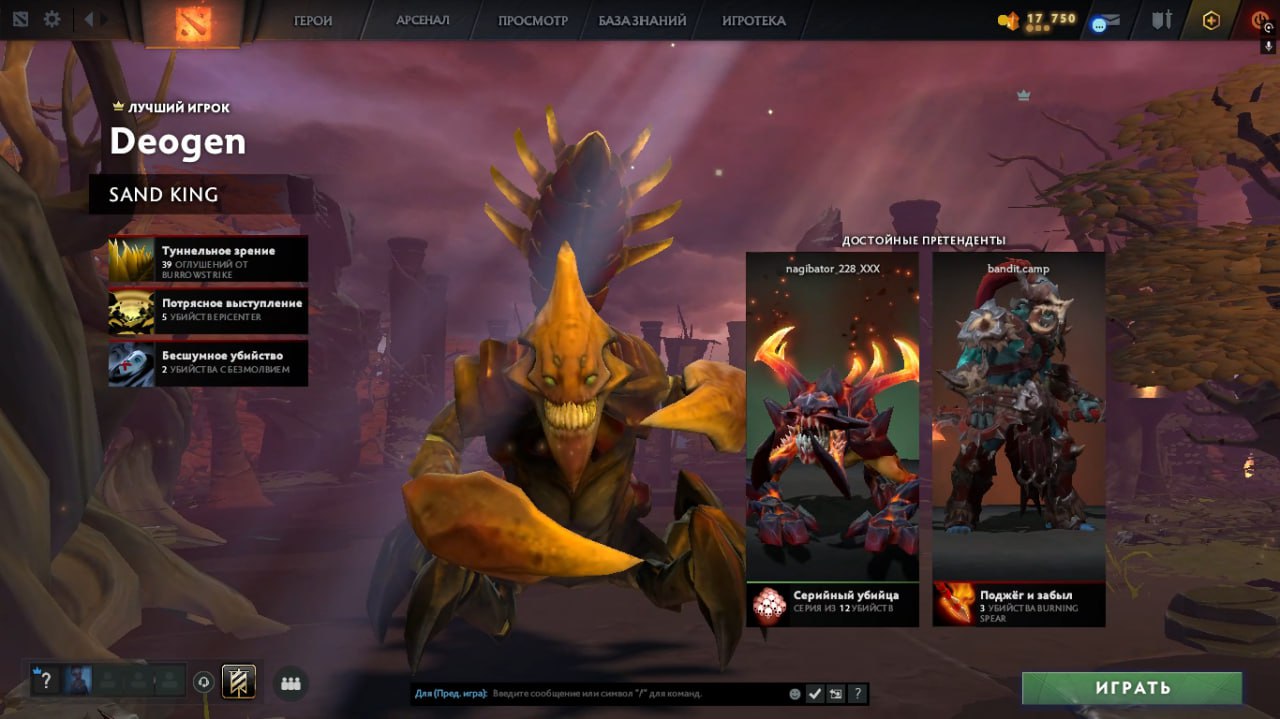 ГЕРОИ
АРСЕНАЛ
ПРОСМОТР
БАЗА ЗНАНИЙ
ИГРОТЕКА
17 750
ЛУЧШИЙ ИГРОК
Deogen
SAND KING
Туннельное зрение
39 ОГЛУШЕНИЙ ОТ
BURROWSTRIKE
Потрясное выступление
5 УБИЙСТВ EPICENTER
Бесшумное убийство
2 УБИЙСТВА С БЕЗМОЛВИЕМ
ДОСТОЙНЫЕ ПРЕТЕНДЕНТЫ
nagibator_228_XXX
Серийный убийца
СЕРИЯ ИЗ 12 УБИЙСТВ
bandit.camp
Поджёг и забыл
3 УБИЙСТВА BURNING
SPEAR
?
Для (Пред. игра): Введите сообщение или символ "/" для команд.
?
ИГРАТЬ